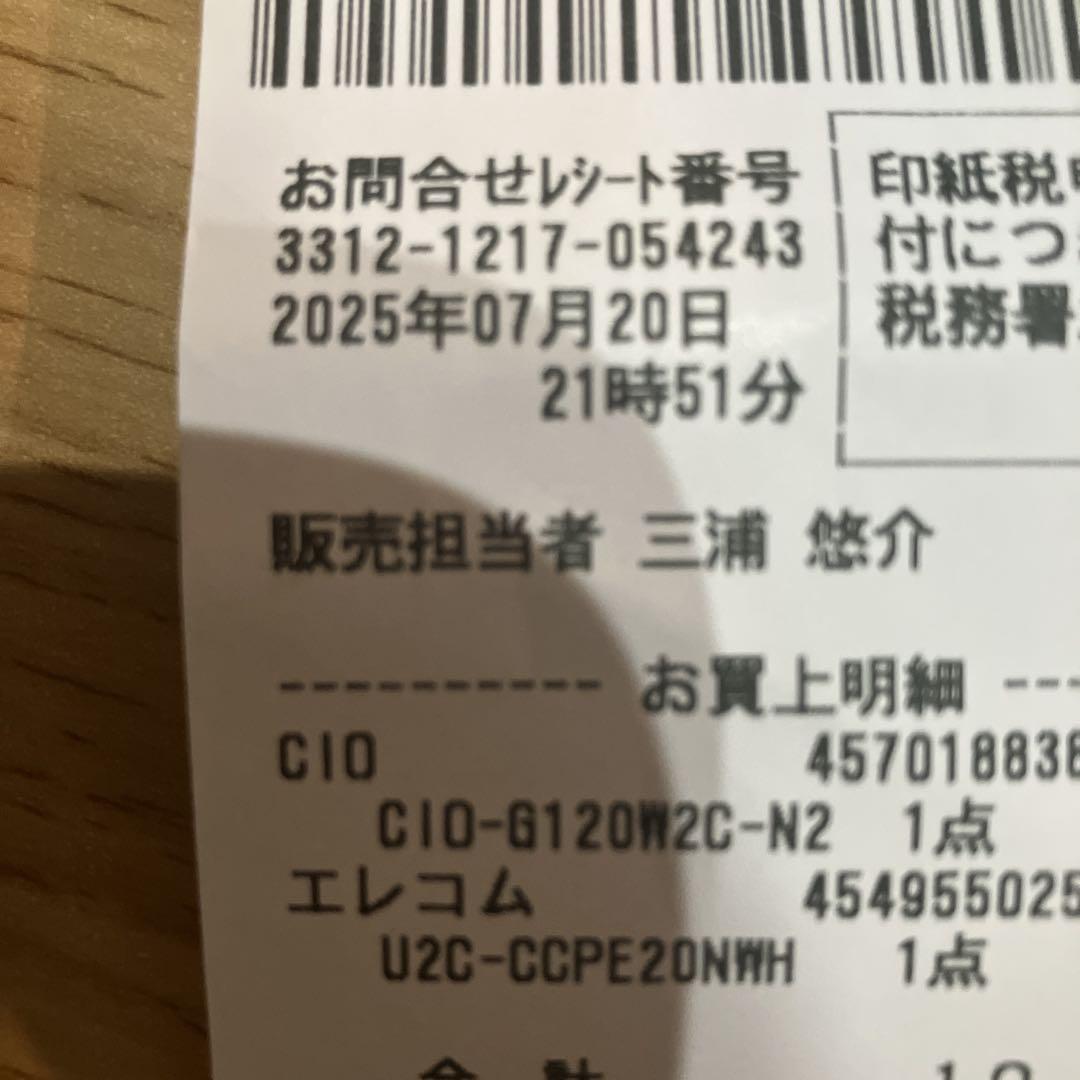 お問合せレシート番号
3312-1217-054243
2025年07月20日
21時51分
印紙税
付につ
税務署
販売担当者 三浦 悠介
---------- お買上明細 ---
CIO 457018838
CIO-G120W2C-N2 1点
エレコム 454955025
U2C-CCPE20NWH 1点
合 計